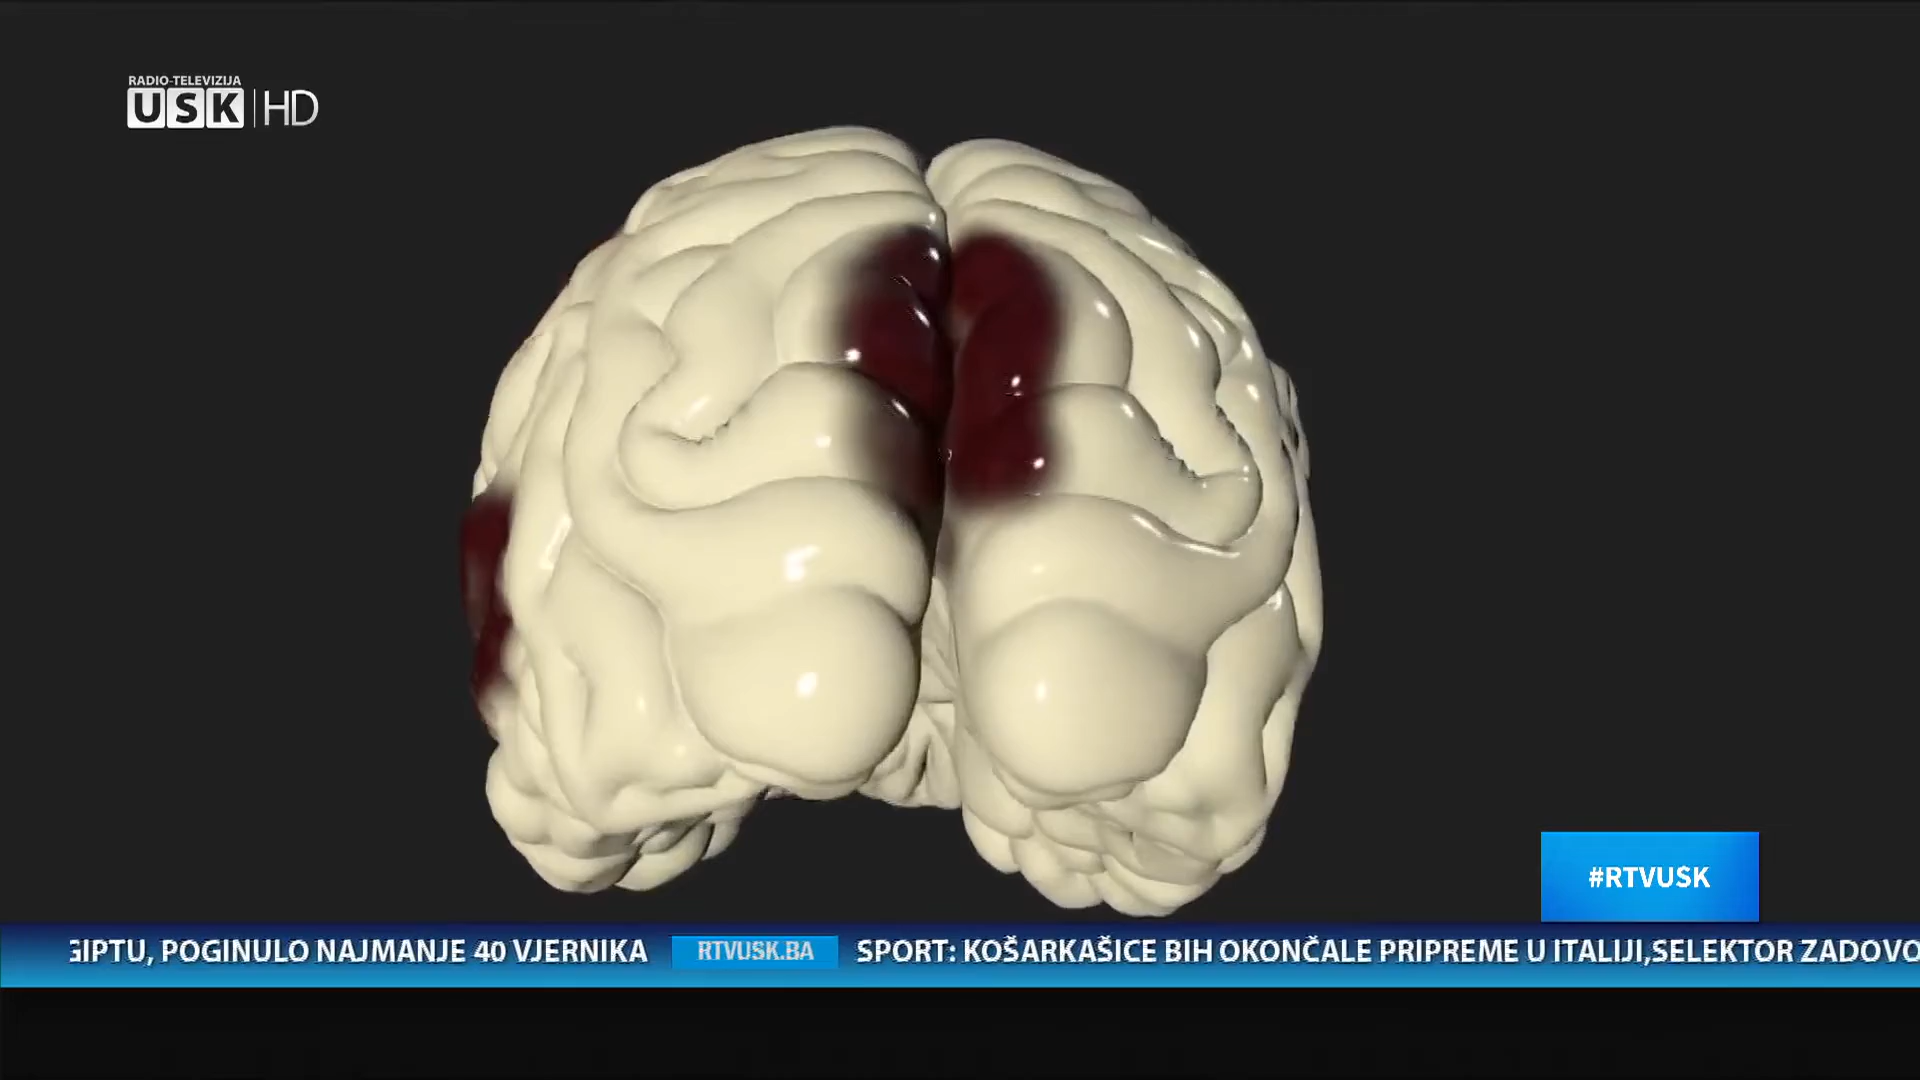 RADIO-TELEVIZIJA
USK HD
#RTVUSK
GIPTU, POGINULO NAJMANJE 40 VJERNIKA RTVUSK.BA SPORT: KOŠARKAŠICE BIH OKONČALE PRIPREME U ITALIJI,SELEKTOR ZADOVO